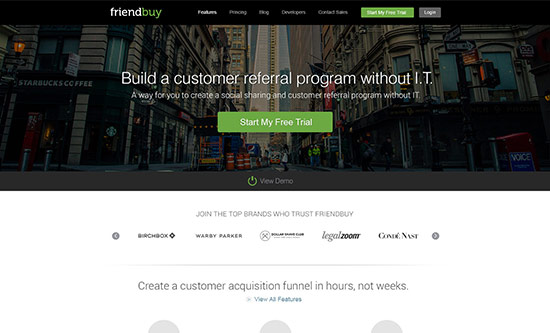 friendbuy
Features Pricing Blog Developers Contact Sales Start My Free Trial Login
STARBUCKS COFFEE
Build a customer referral program without I.T.
A way for you to create a social sharing and customer referral program without IT.
Start My Free Trial
VOICE
View Demo
JOIN THE TOP BRANDS WHO TRUST FRIENDBUY
BIRCHBOX WARBY PARKER DOLLAR SHAVE CLUB legalzoom CONDÉ NAST
Create a customer acquisition funnel in hours, not weeks.
View All Features